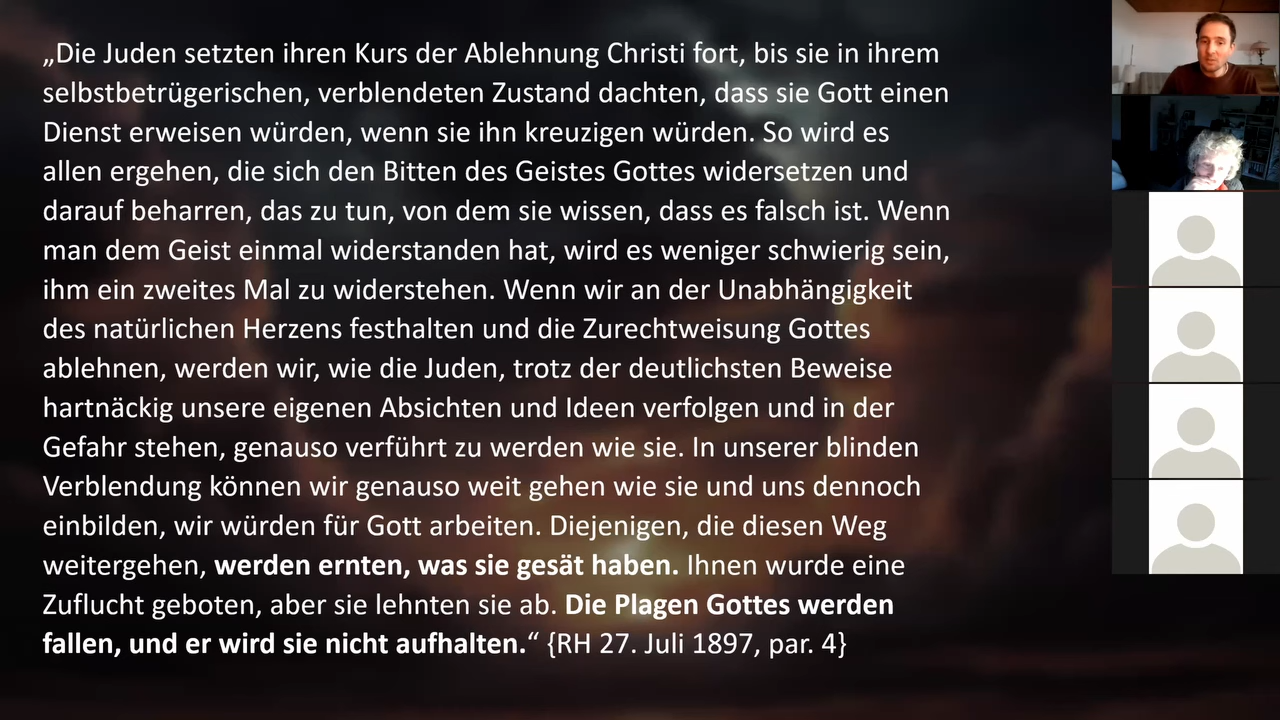 „Die Juden setzten ihren Kurs der Ablehnung Christi fort, bis sie in ihrem
selbstbetrügerischen, verblendeten Zustand dachten, dass sie Gott einen
Dienst erweisen würden, wenn sie ihn kreuzigen würden. So wird es
allen ergehen, die sich den Bitten des Geistes Gottes widersetzen und
darauf beharren, das zu tun, von dem sie wissen, dass es falsch ist. Wenn
man dem Geist einmal widerstanden hat, wird es weniger schwierig sein,
ihm ein zweites Mal zu widerstehen. Wenn wir an der Unabhängigkeit
des natürlichen Herzens festhalten und die Zurechtweisung Gottes
ablehnen, werden wir, wie die Juden, trotz der deutlichsten Beweise
hartnäckig unsere eigenen Absichten und Ideen verfolgen und in der
Gefahr stehen, genauso verführt zu werden wie sie. In unserer blinden
Verblendung können wir genauso weit gehen wie sie und uns dennoch
einbilden, wir würden für Gott arbeiten. Diejenigen, die diesen Weg
weitergehen, werden ernten, was sie gesät haben. Ihnen wurde eine
Zuflucht geboten, aber sie lehnten sie ab. Die Plagen Gottes werden
fallen, und er wird sie nicht aufhalten.“ {RH 27. Juli 1897, par. 4}